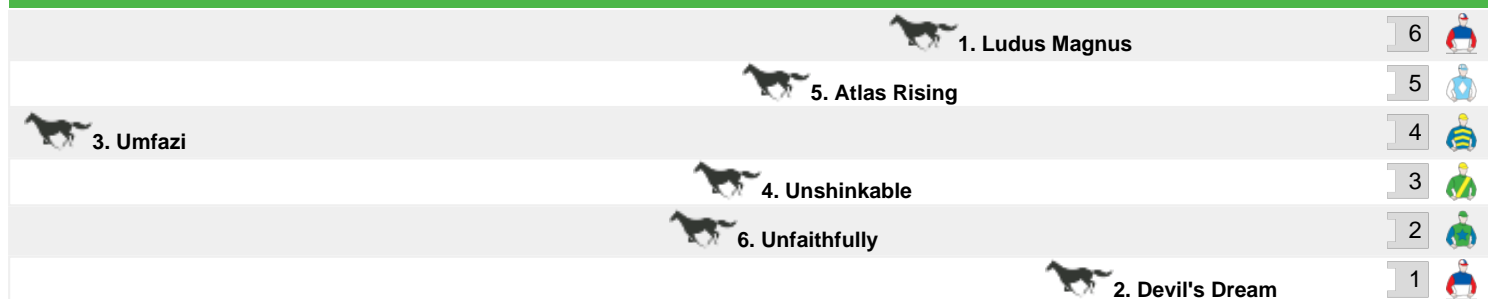 1. Ludus Magnus 6
5. Atlas Rising 5
3. Umfazi 4
4. Unshinkable 3
6. Unfaithfully 2
2. Devil's Dream 1